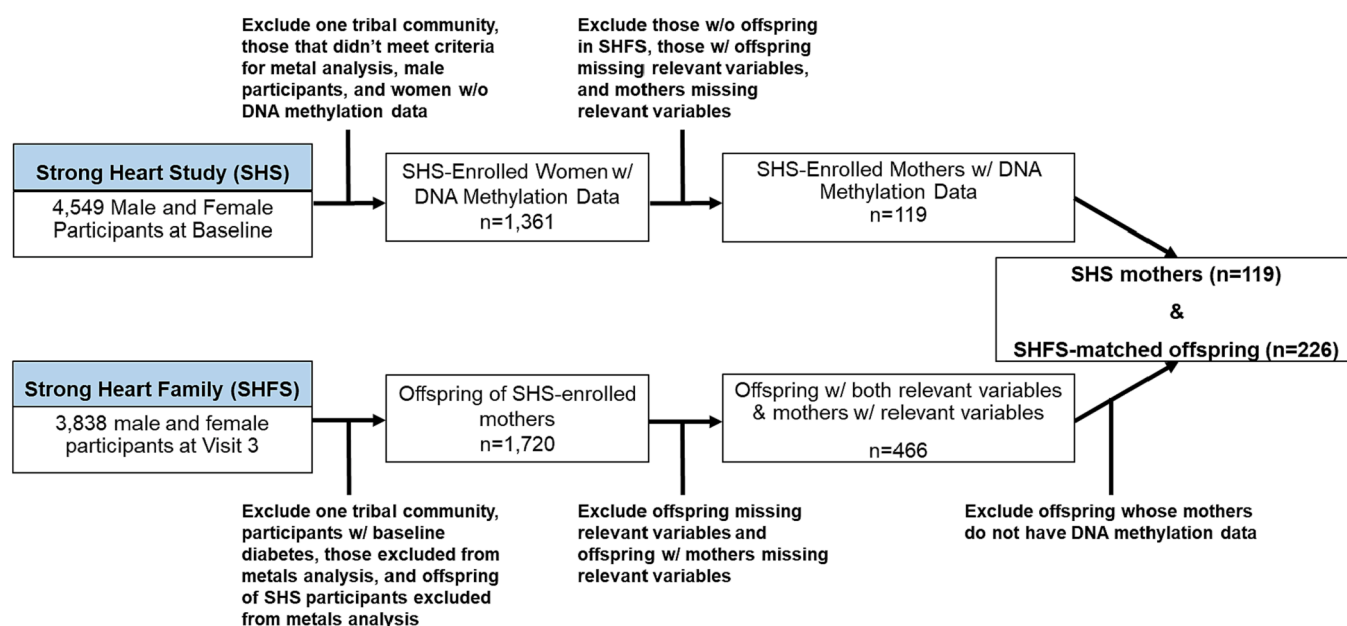 Exclude one tribal community,
those that didn't meet criteria
for metal analysis, male
participants, and women w/o
DNA methylation data
Exclude those w/o offspring
in SHFS, those w/ offspring
missing relevant variables,
and mothers missing
relevant variables
Strong Heart Study (SHS)
4,549 Male and Female
Participants at Baseline
SHS-Enrolled Women w/
DNA Methylation Data
n=1,361
SHS-Enrolled Mothers w/ DNA
Methylation Data
n=119
SHS mothers (n=119)
&
SHFS-matched offspring (n=226)
Strong Heart Family (SHFS)
3,838 male and female
participants at Visit 3
Offspring of SHS-enrolled
mothers
n=1,720
Offspring w/ both relevant variables
& mothers w/ relevant variables
n=466
Exclude one tribal community,
participants w/ baseline
diabetes, those excluded from
metals analysis, and offspring
of SHS participants excluded
from metals analysis
Exclude offspring missing
relevant variables and
offspring w/ mothers missing
relevant variables
Exclude offspring whose mothers
do not have DNA methylation data